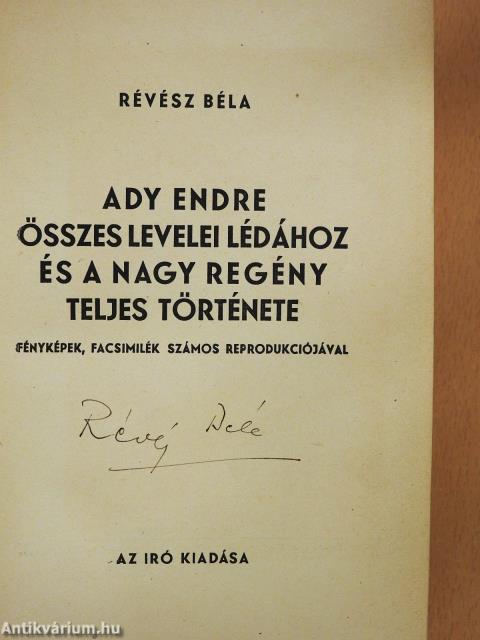 RÉVÉSZ BÉLA
ADY ENDRE
ÖSSZES LEVELEI LÉDÁHOZ
ÉS A NAGY REGÉNY
TELJES TÖRTÉNETE
FÉNYKÉPEK, FACSIMILÉK SZÁMOS REPRODUKCIÓJÁVAL
AZ IRÓ KIADÁSA
Antikvárium.hu